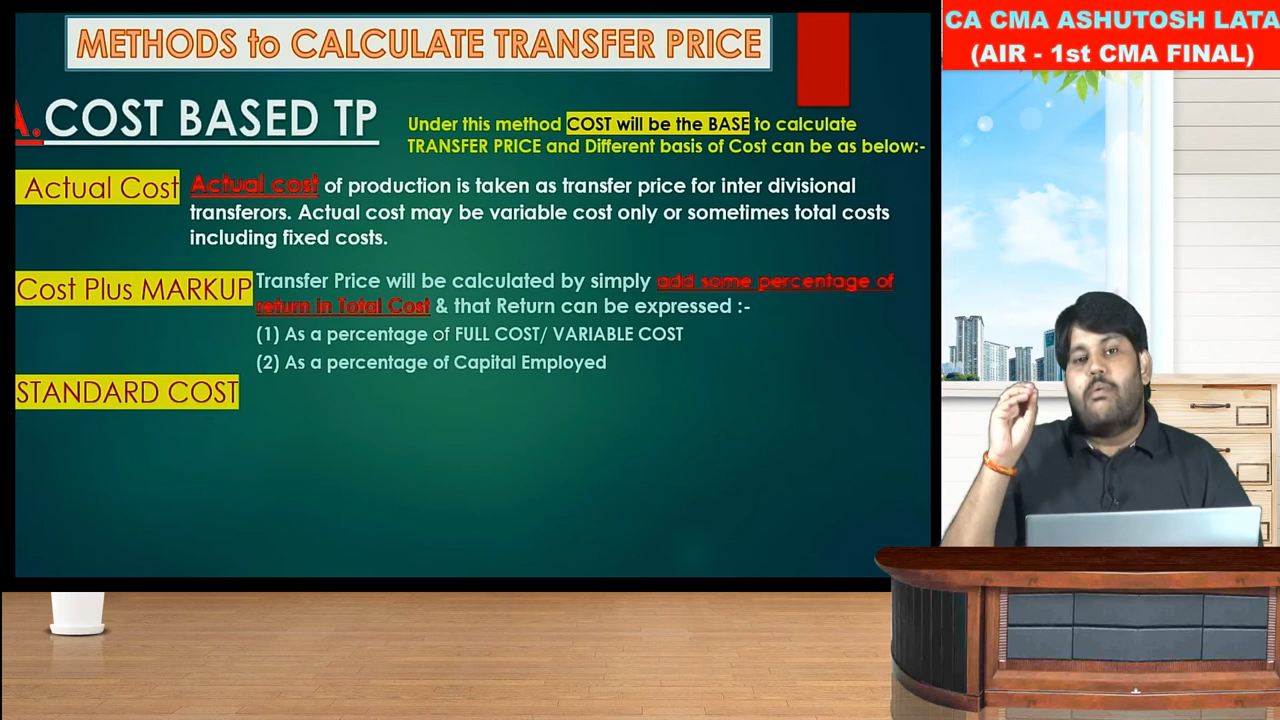 METHODS to CALCULATE TRANSFER PRICE
CA CMA ASHUTOSH LATA
(AIR - 1st CMA FINAL)
A.COST BASED TP
Under this method COST will be the BASE to calculate
TRANSFER PRICE and Different basis of Cost can be as below:-
Actual Cost
Actual cost of production is taken as transfer price for inter divisional
transferors. Actual cost may be variable cost only or sometimes total costs
including fixed costs.
Cost Plus MARKUP
Transfer Price will be calculated by simply add some percentage of
return in Total Cost & that Return can be expressed :-
(1) As a percentage of FULL COST/ VARIABLE COST
(2) As a percentage of Capital Employed
STANDARD COST